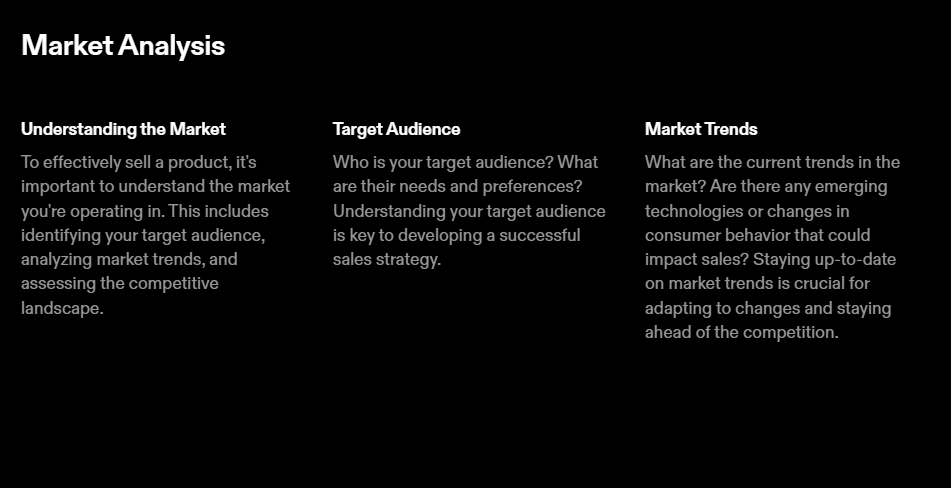 Market Analysis
Understanding the Market
To effectively sell a product, it's
important to understand the market
you're operating in. This includes
identifying your target audience,
analyzing market trends, and
assessing the competitive
landscape.
Target Audience
Who is your target audience? What
are their needs and preferences?
Understanding your target audience
is key to developing a successful
sales strategy.
Market Trends
What are the current trends in the
market? Are there any emerging
technologies or changes in
consumer behavior that could
impact sales? Staying up-to-date
on market trends is crucial for
adapting to changes and staying
ahead of the competition.